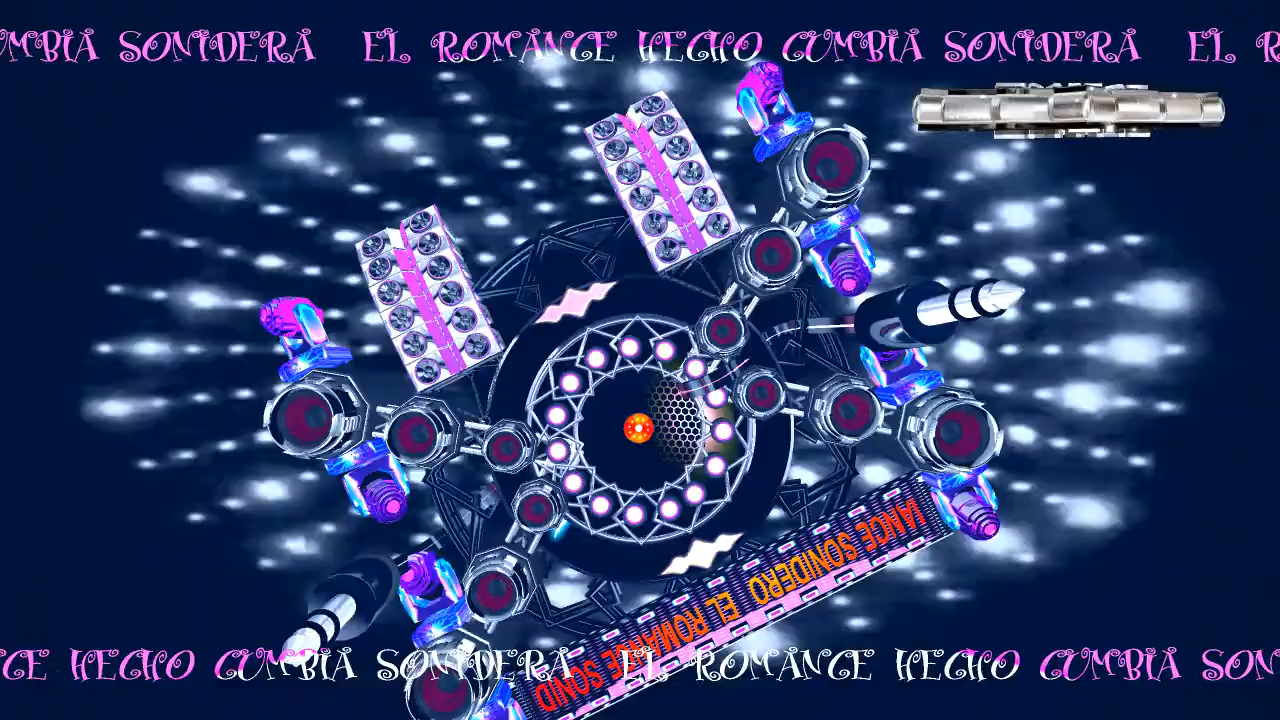 MBIA SONIDERA EL ROMANCE HECHO CUMBIA SONIDERA EL R
IANCE SONIDERO EL ROMANCE SONID
CE HECHO CUMBIA SONIDERA EL ROMANCE HECHO CUMBIA SON